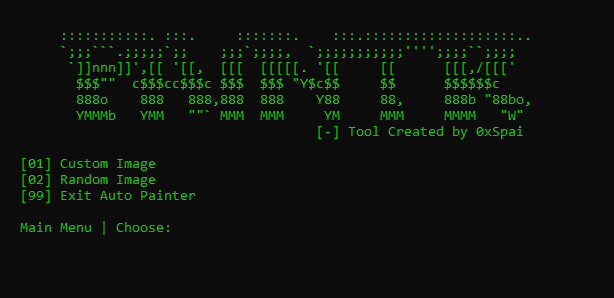 :::::::::::. :::.     :::::::.    :::.::::::::::::::::::::..
`;;;```.;;;;;`;;    ;;;`;;;;,  `;;;;;;;;;;;'''';;;;``;;;;
 `]]nnn]]',[[ '[[,  [[[  [[[[[. '[[     [[      [[[,/[[['
  $$$""  c$$$cc$$$c $$$  $$$ "Y$c$$     $$      $$$$$$c
  888o    888   888,888  888    Y88     88,     888b "88bo,
  YMMMb   YMM   ""` MMM  MMM     YM     MMM     MMMM   "W"
[-] Tool Created by 0xSpai
[01] Custom Image
[02] Random Image
[99] Exit Auto Painter
Main Menu | Choose: